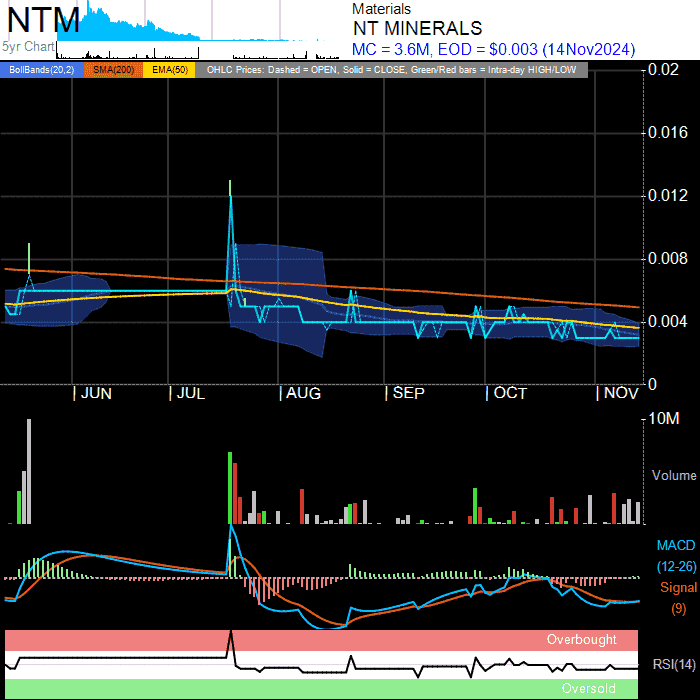 NTM
Materials
NT MINERALS
5yr Chart
MC = 3.6M, EOD = $0.003 (14Nov2024)
BollBands(20,2) SMA(200) EMA(50) OHLC Prices: Dashed = OPEN, Solid = CLOSE, Green/Red bars = Intra-day HIGH/LOW
0.02
0.016
0.012
0.008
0.004
0
JUN JUL AUG SEP OCT NOV
10M
Volume
MACD
(12-26)
Signal
(9)
Overbought
RSI(14)
Oversold